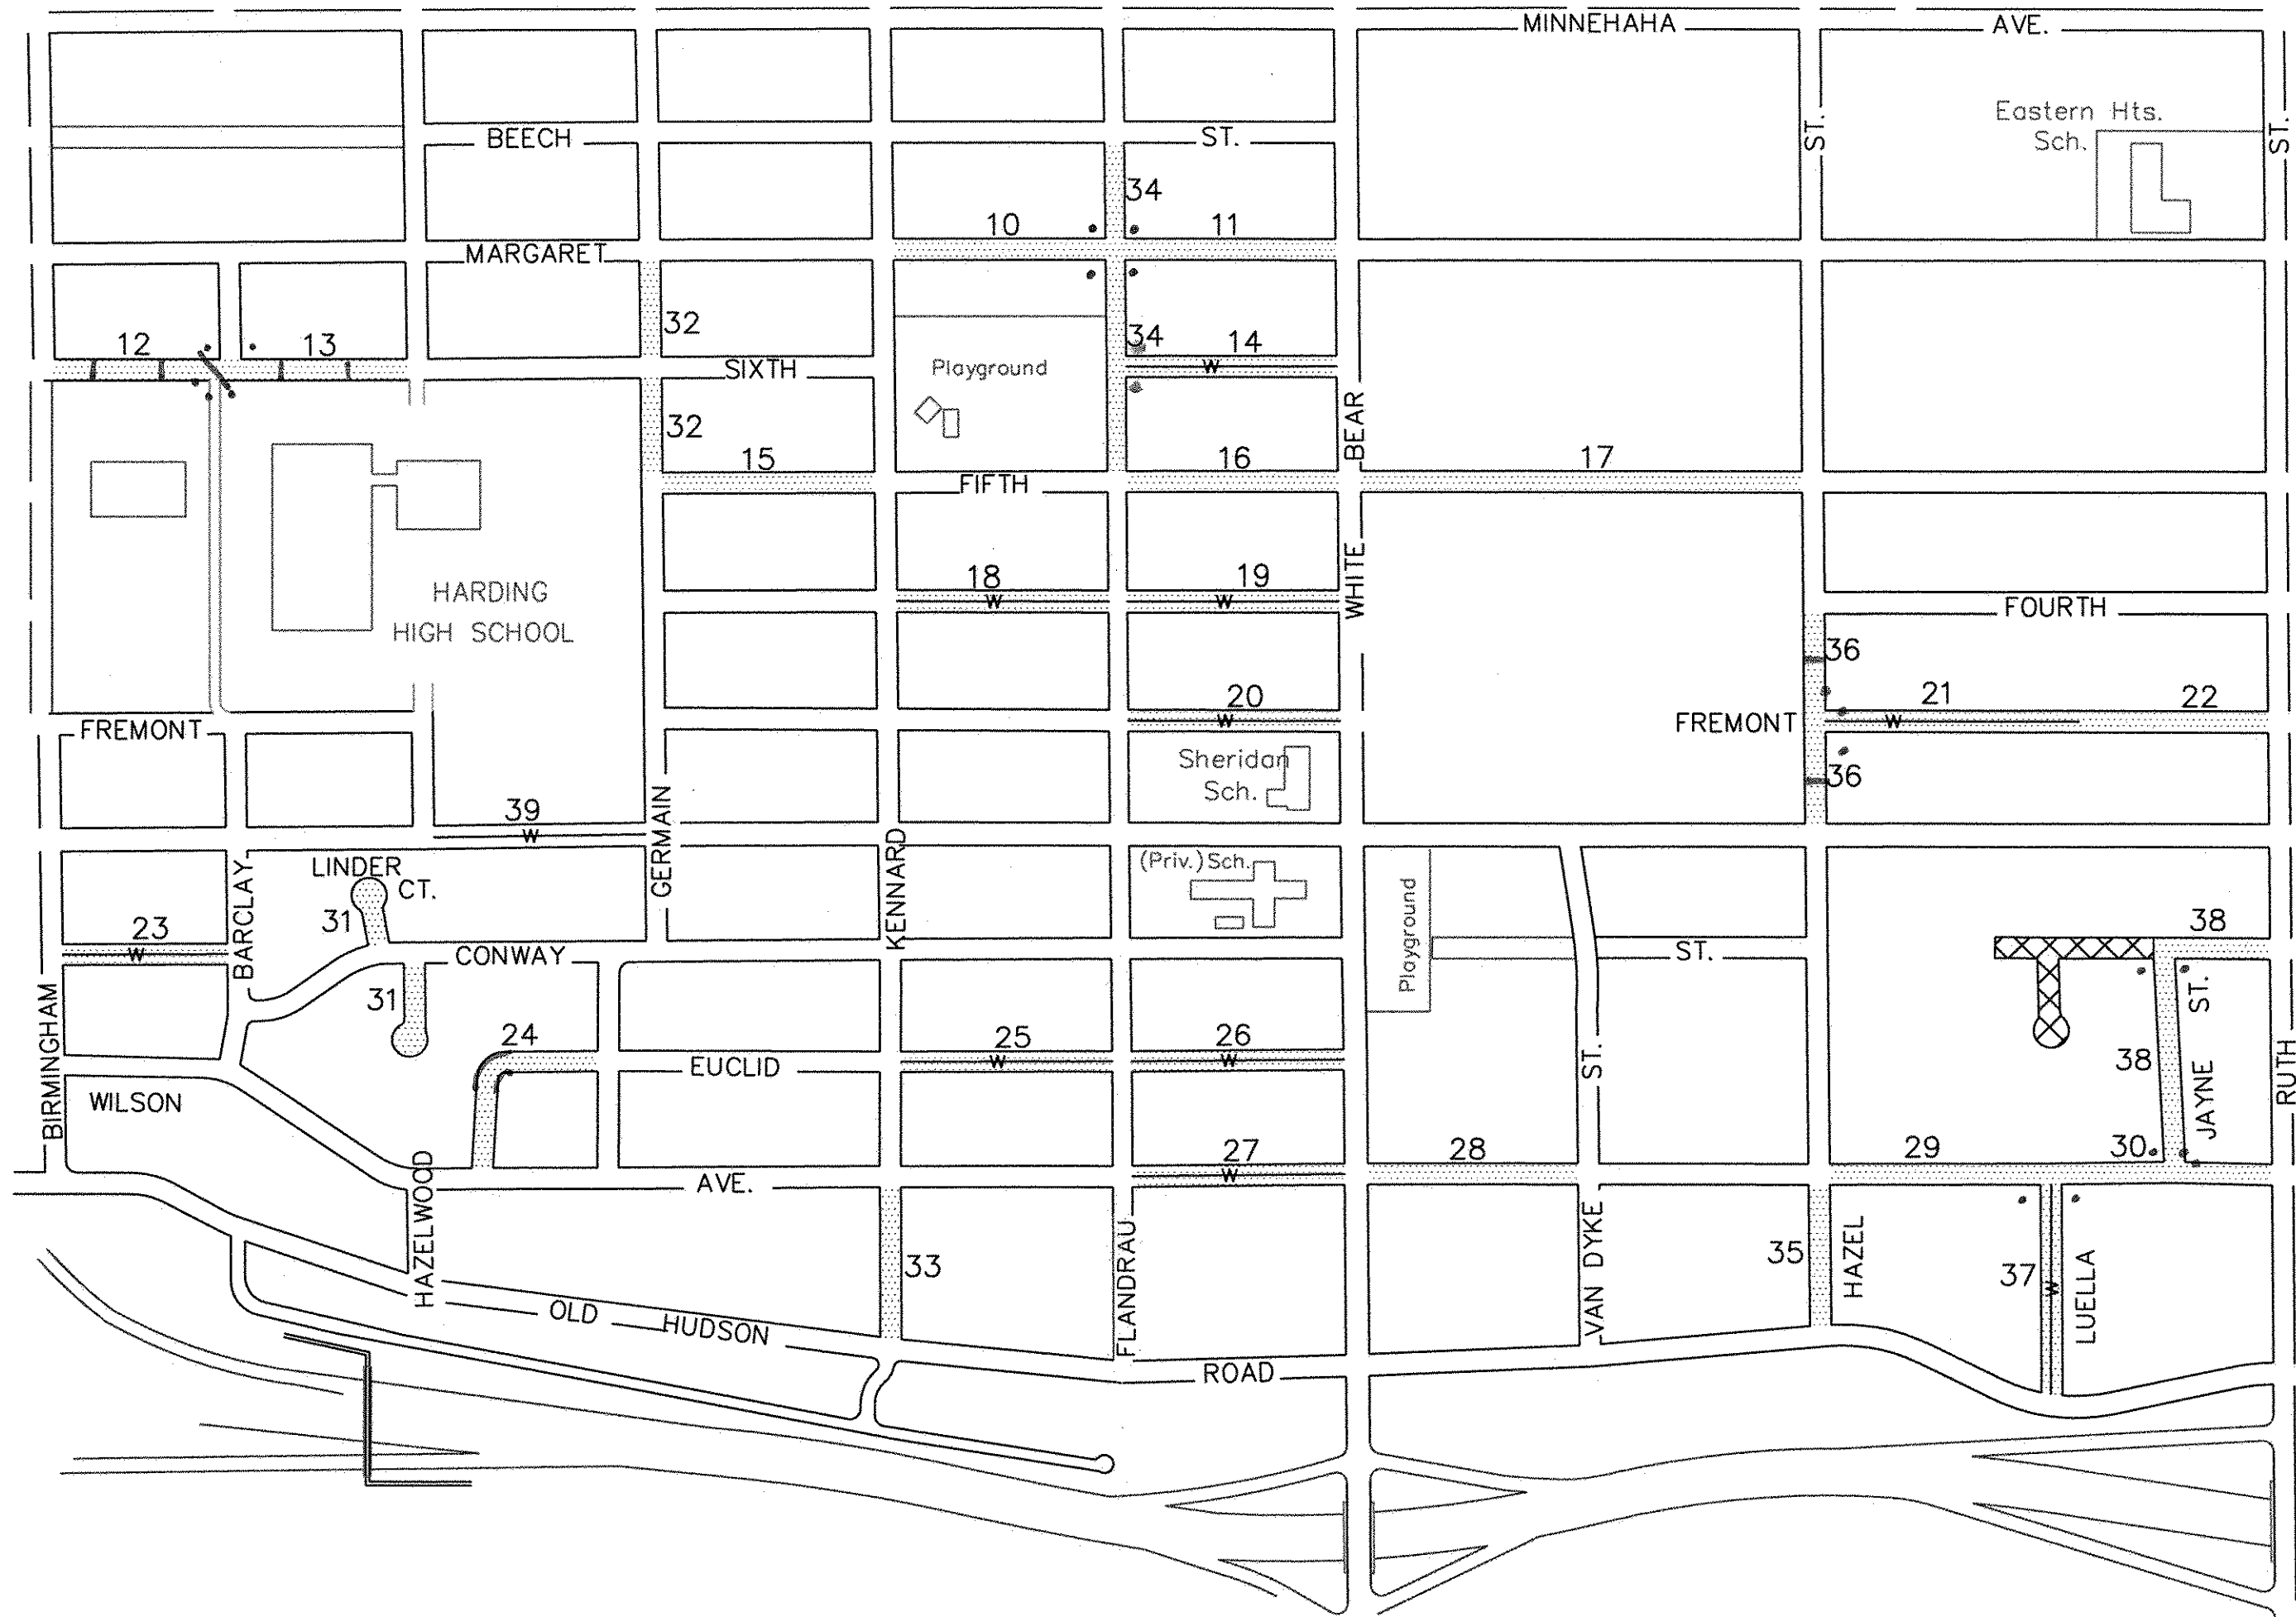 MINNEHAHA AVE.
Eastern Hts.
Sch.
ST.
ST.
BEECH ST.
34
10 11
MARGARET
32
12 13 34 14
SIXTH W
Playground
BEAR
32
15 16 17
FIFTH
HARDING
HIGH SCHOOL
18 19
W W
WHITE
FOURTH
36
20 21 22
FREMONT W FREMONT W
Sheridan
Sch.
36
39
W
GERMAIN
KENNARD
LINDER
CT.
(Priv.) Sch.
Playground
BARCLAY
31
23
W
38
CONWAY ST.
31
ST.
BIRMINGHAM
24 25 26
W W
EUCLID
ST.
38
JAYNE
RUTH
WILSON
27 28 29 30
W
AVE.
HAZELWOOD
33
FLANDRAU
VAN DYKE
35
HAZEL
37
W
LUELLA
OLD HUDSON
ROAD